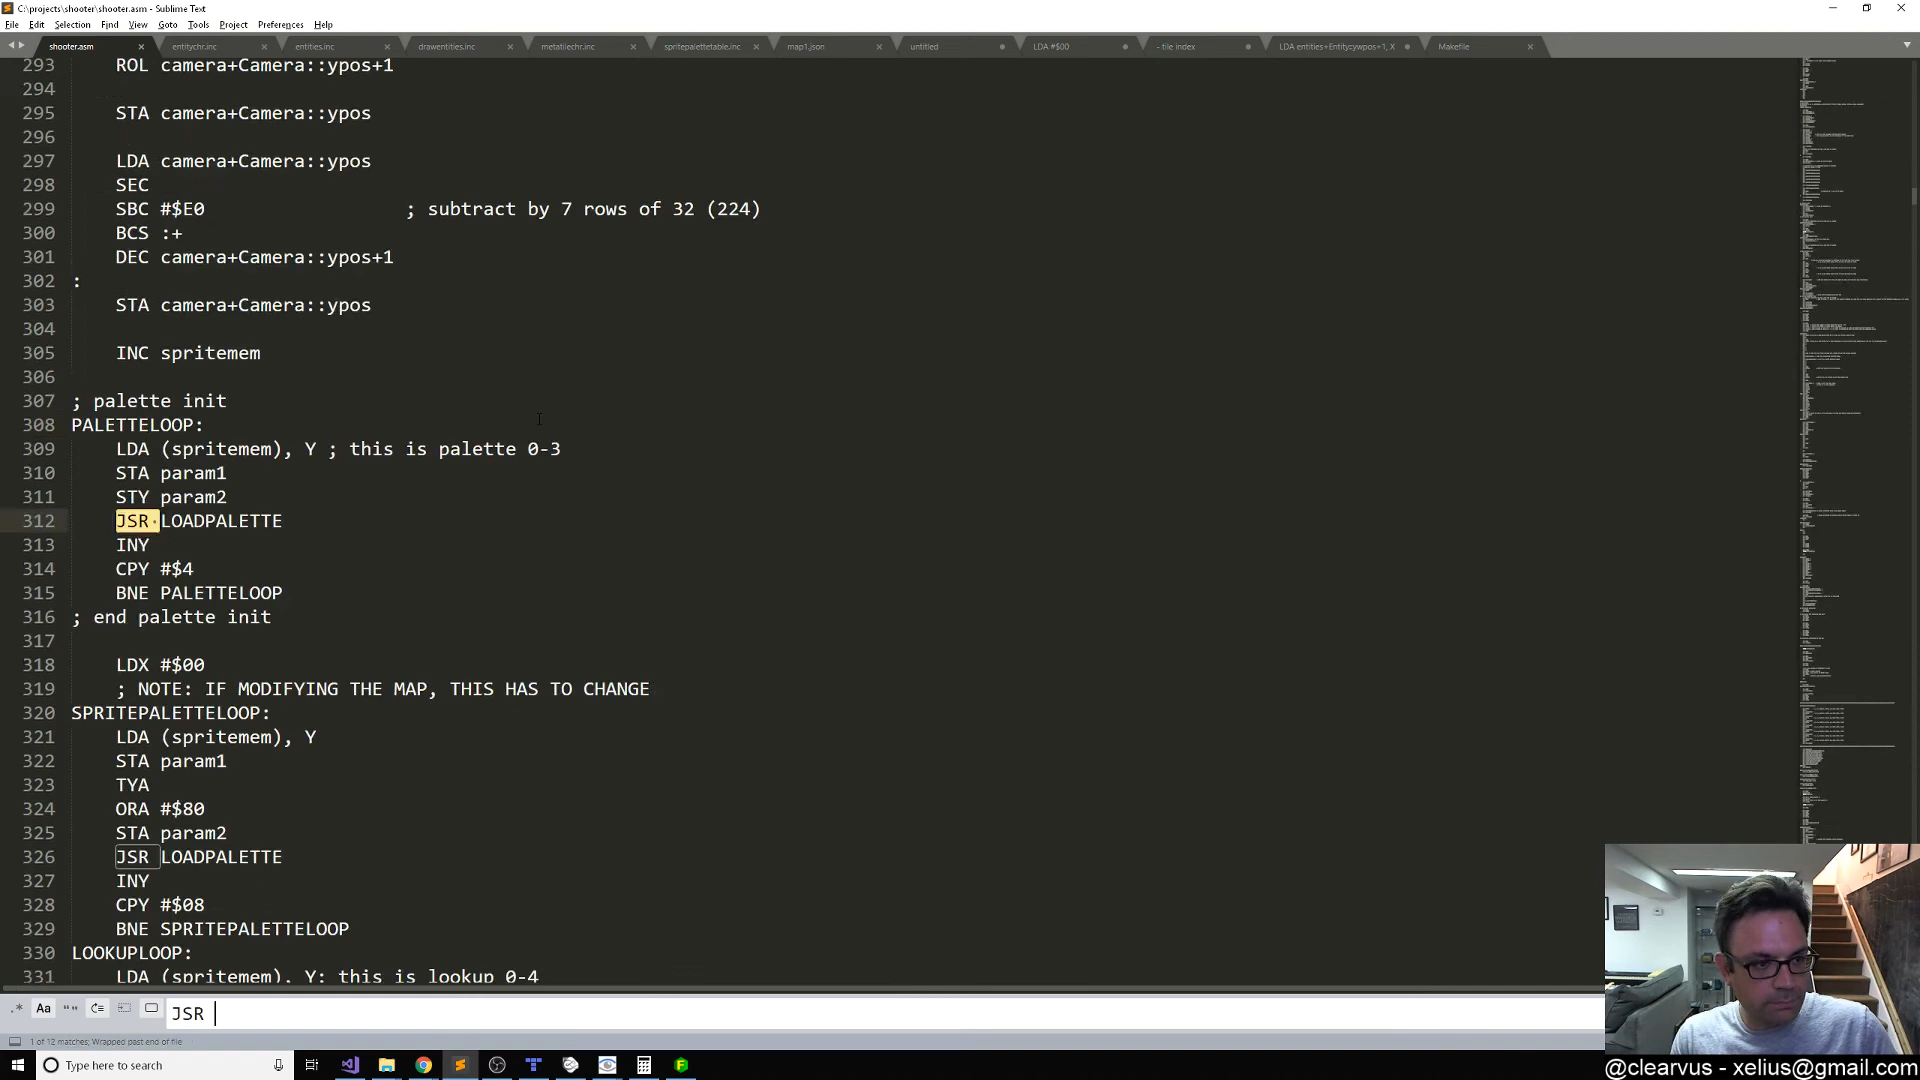 C:\projects\shooter\shooter.asm - Sublime Text
File Edit Selection Find View Goto Tools Project Preferences Help
shooter.asm entitychr.inc entities.inc drawentities.inc metatilechr.inc spritepalettetable.inc map1.json untitled LDA #$00 - tile index LDA entities+Entity::ywpos+1, X Makefile
293 ROL camera+Camera::ypos+1
294
295 STA camera+Camera::ypos
296
297 LDA camera+Camera::ypos
298 SEC
299 SBC #$E0 ; subtract by 7 rows of 32 (224)
300 BCS :+
301 DEC camera+Camera::ypos+1
302 :
303 STA camera+Camera::ypos
304
305 INC spritemem
306
307 ; palette init
308 PALETTELOOP:
309 LDA (spritemem), Y ; this is palette 0-3
310 STA param1
311 STY param2
312 JSR LOADPALETTE
313 INY
314 CPY #$4
315 BNE PALETTELOOP
316 ; end palette init
317
318 LDX #$00
319 ; NOTE: IF MODIFYING THE MAP, THIS HAS TO CHANGE
320 SPRITEPALETTELOOP:
321 LDA (spritemem), Y
322 STA param1
323 TYA
324 ORA #$80
325 STA param2
326 JSR LOADPALETTE
327 INY
328 CPY #$08
329 BNE SPRITEPALETTELOOP
330 LOOKUPLOOP:
331 LDA (spritemem), Y; this is lookup 0-4
.* Aa “” JSR
1 of 12 matches; Wrapped past end of file
Type here to search
@clearvus - xelius@gmail.com